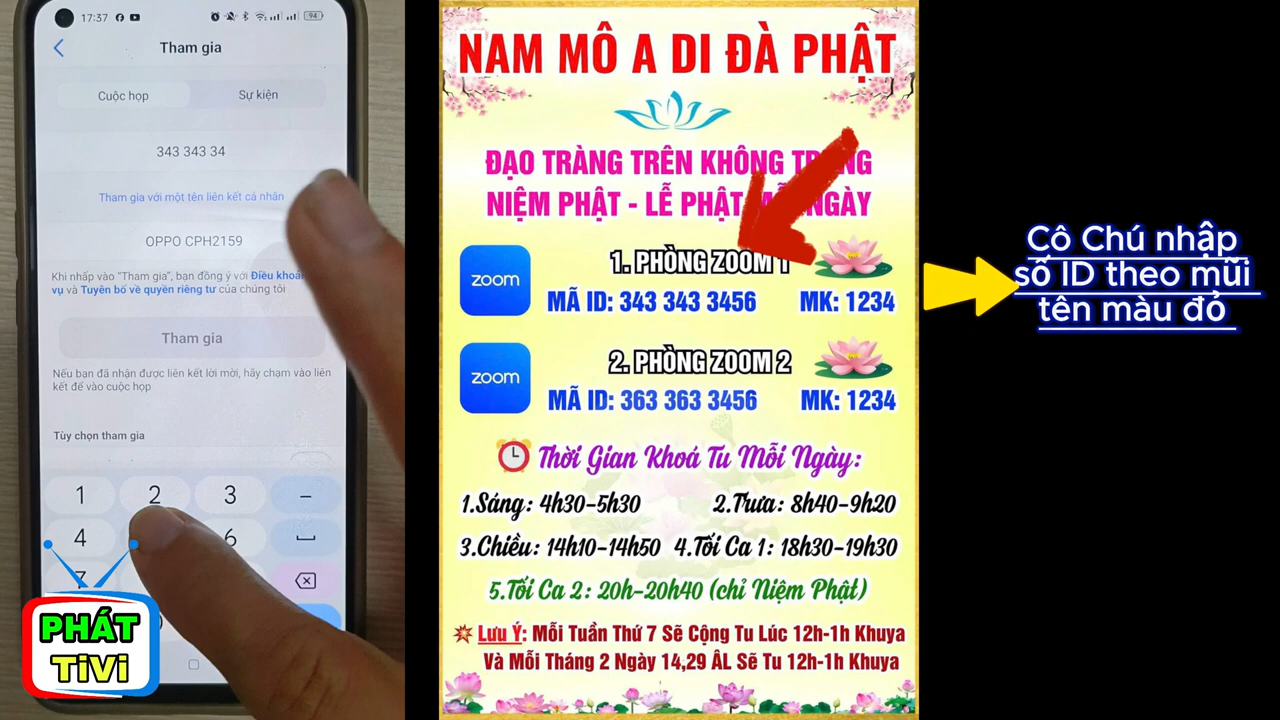 17:37
94
Tham gia
Cuộc họp
Sự kiện
343 343 34
Tham gia với một tên liên kết cá nhân
OPPO CPH2159
Khi nhấp vào "Tham gia", bạn đồng ý với Điều khoả
vụ và Tuyên bố về quyền riêng tư của chúng tôi
Tham gia
Nếu bạn đã nhận được liên kết lời mời, hãy chạm vào liên
kết để vào cuộc họp
Tùy chọn tham gia
1 2 3 –
4 6
PHÁT
TiVi
NAM MÔ A DI ĐÀ PHẬT
ĐẠO TRÀNG TRÊN KHÔNG TRUNG
NIỆM PHẬT - LỄ PHẬT MỖI NGÀY
zoom
1. PHÒNG ZOOM 1
MÃ ID: 343 343 3456 MK: 1234
zoom
2. PHÒNG ZOOM 2
MÃ ID: 363 363 3456 MK: 1234
Thời Gian Khoá Tu Mỗi Ngày:
1.Sáng: 4h30-5h30 2.Trưa: 8h40-9h20
3.Chiều: 14h10-14h50 4.Tối Ca 1: 18h30-19h30
5.Tối Ca 2: 20h-20h40 (chỉ Niệm Phật)
Lưu Ý: Mỗi Tuần Thứ 7 Sẽ Cộng Tu Lúc 12h-1h Khuya
Và Mỗi Tháng 2 Ngày 14,29 ÂL Sẽ Tu 12h-1h Khuya
Cô Chú nhập
số ID theo mũi
tên màu đỏ